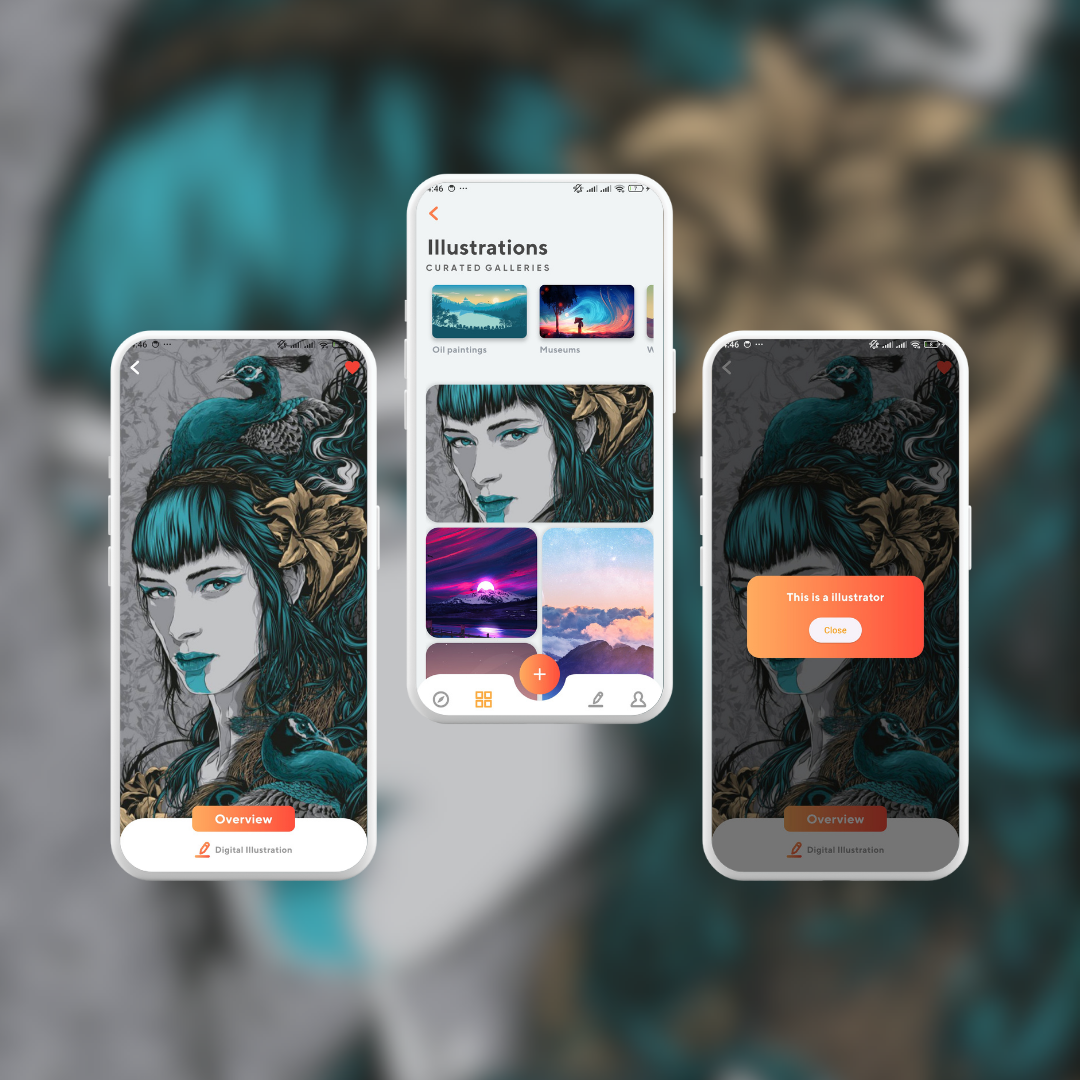 :46
Illustrations
CURATED GALLERIES
Oil paintings
Museums
W
:46
Overview
Digital Illustration
:46
This is a illustrator
Close
Overview
Digital Illustration